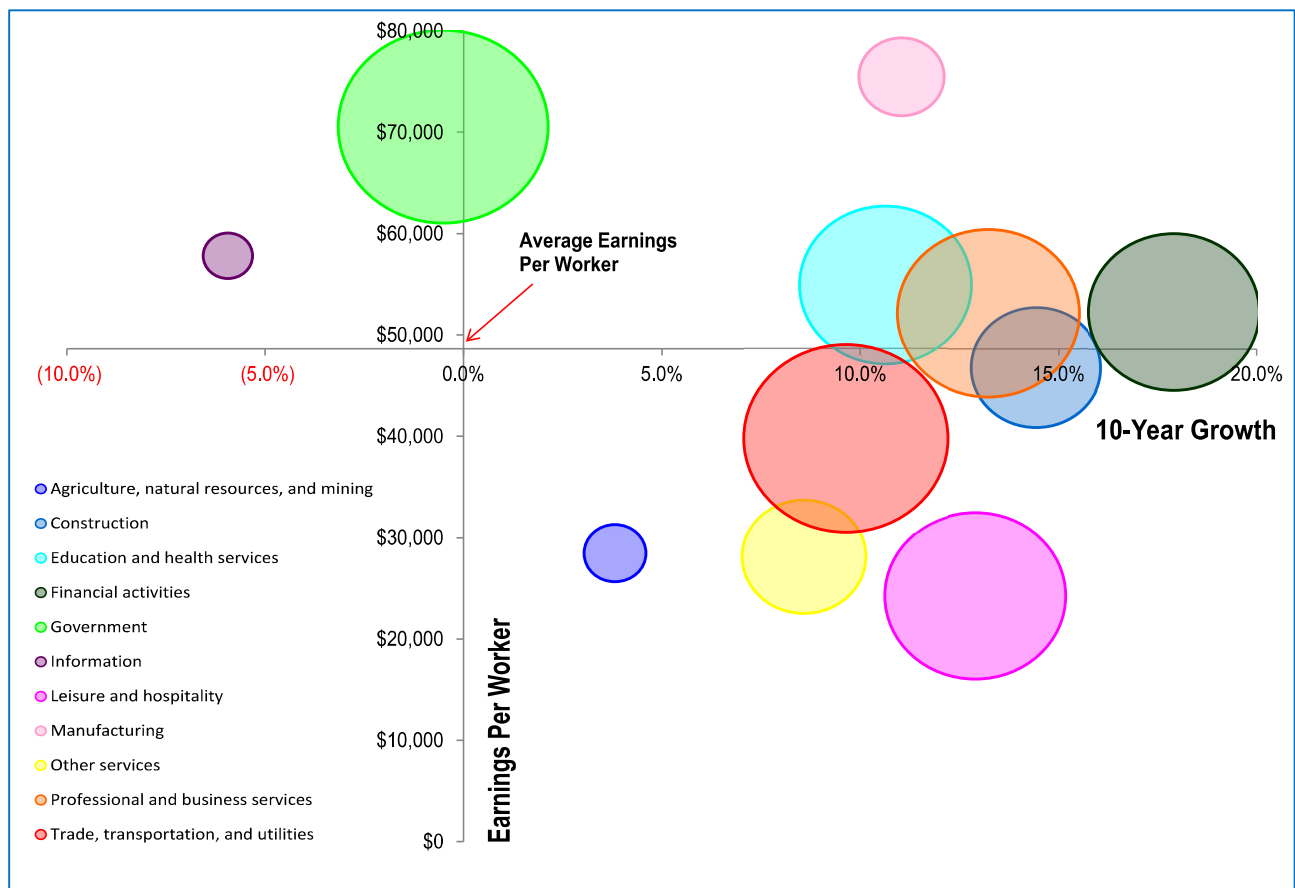 $80,000
$70,000
$60,000
Average Earnings
Per Worker
$50,000
(10.0%)
(5.0%)
0.0%
5.0%
10.0%
15.0%
20.0%
10-Year Growth
$40,000
$30,000
$20,000
$10,000
$0
Earnings Per Worker
Agriculture, natural resources, and mining
Construction
Education and health services
Financial activities
Government
Information
Leisure and hospitality
Manufacturing
Other services
Professional and business services
Trade, transportation, and utilities